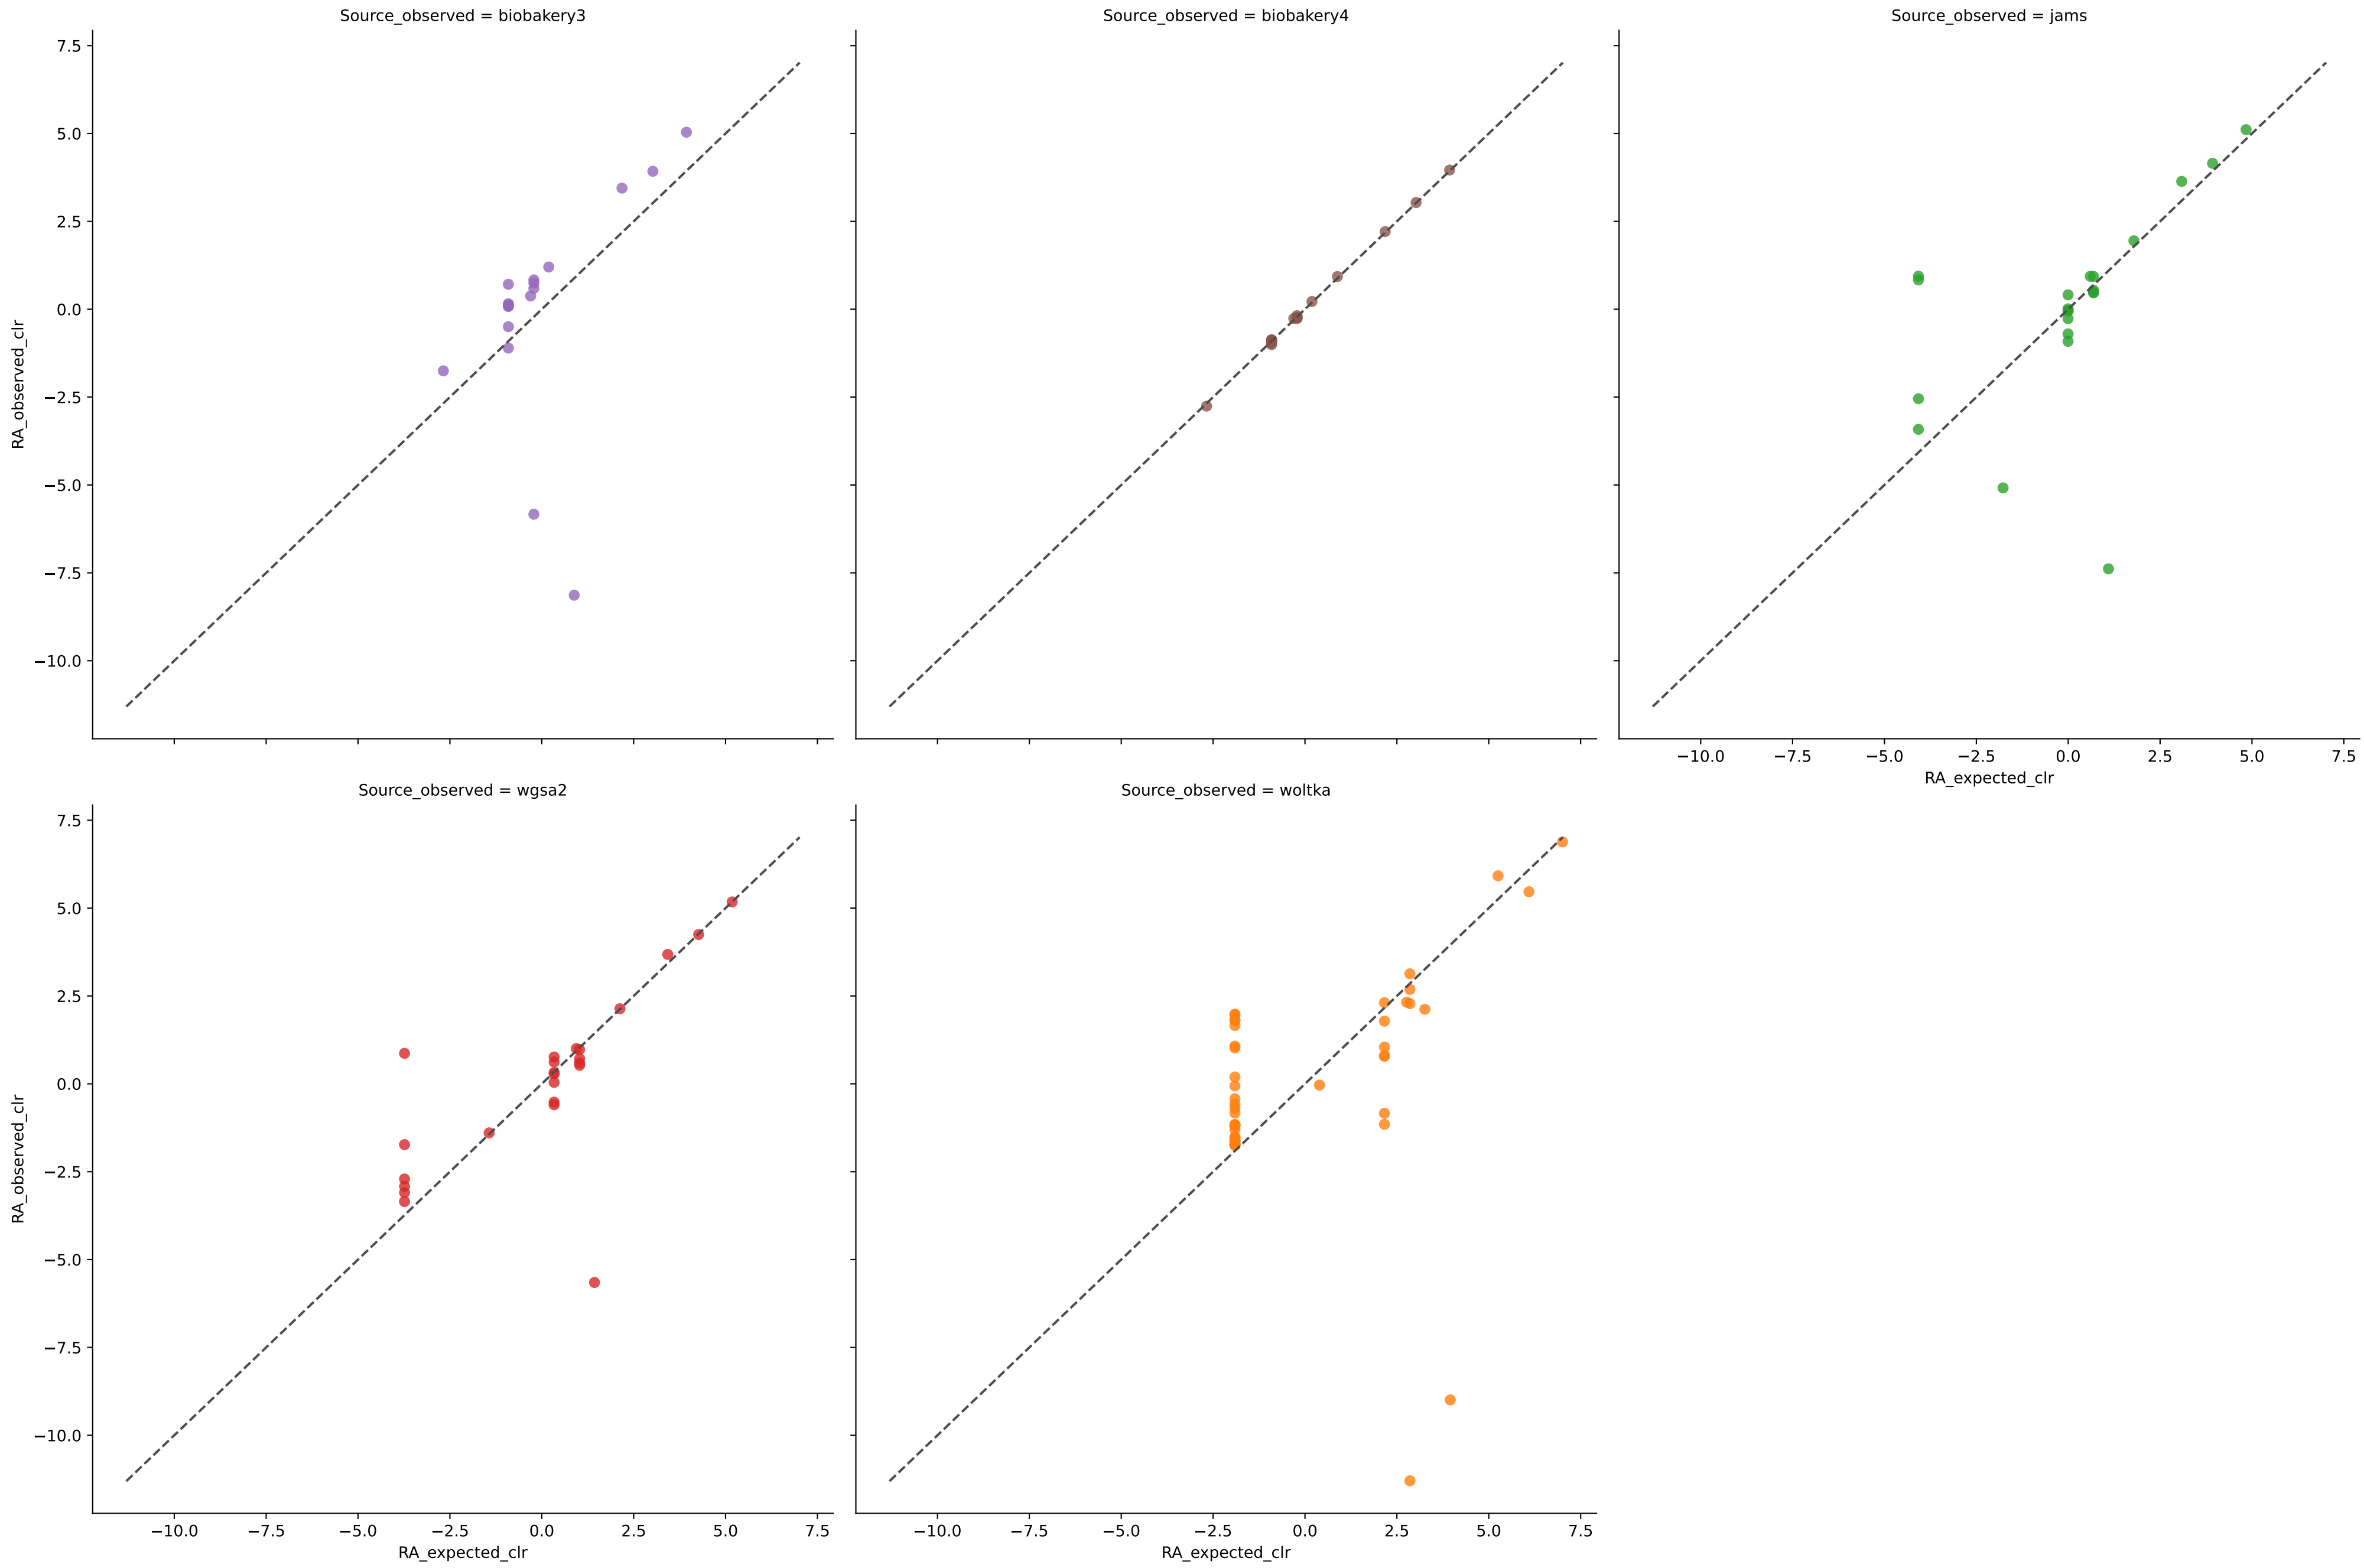 Source_observed = biobakery3
Source_observed = biobakery4
Source_observed = jams
7.5
5.0
2.5
0.0
−2.5
−5.0
−7.5
−10.0
RA_observed_clr
−10.0 −7.5 −5.0 −2.5 0.0 2.5 5.0 7.5
RA_expected_clr
Source_observed = wgsa2
Source_observed = woltka
7.5
5.0
2.5
0.0
−2.5
−5.0
−7.5
−10.0
RA_observed_clr
−10.0 −7.5 −5.0 −2.5 0.0 2.5 5.0 7.5
RA_expected_clr
−10.0 −7.5 −5.0 −2.5 0.0 2.5 5.0 7.5
RA_expected_clr